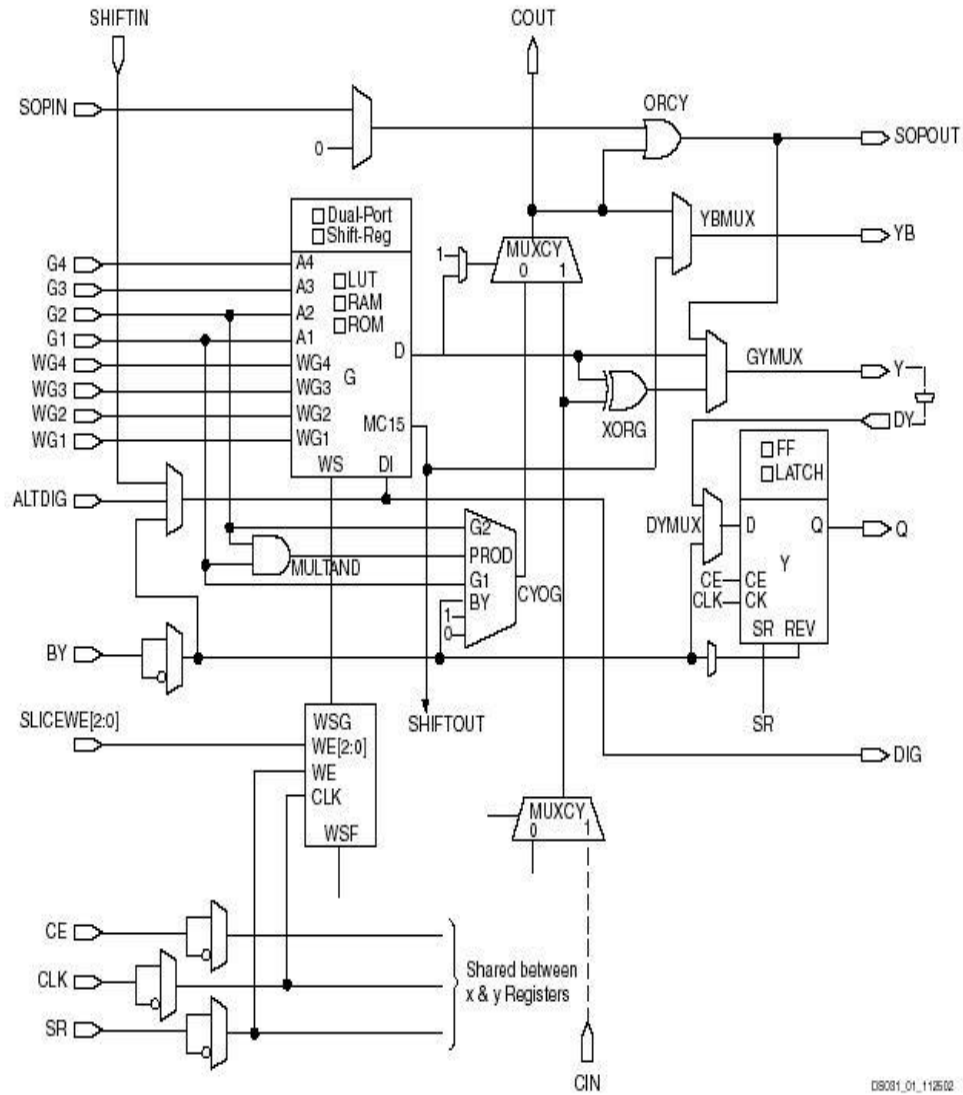 SHIFTIN
COUT
SOPIN
0
ORCY
SOPOUT
Dual-Port
Shift-Reg
YBMUX
YB
MUXCY
0 1
1
G4
G3
G2
G1
WG4
WG3
WG2
WG1
A4
A3
A2
A1
WG4
WG3
WG2
WG1
LUT
RAM
ROM
G
D
MC15
WS
DI
GYMUX
Y
XORG
DY
FF
LATCH
DYMUX
D
Q
Q
Y
CE
CLK
CE
CK
SR REV
SR
ALTDIG
MULTAND
G2
PROD
G1
BY
1
0
CYOG
BY
SHIFTOUT
DIG
SLICEWE[2:0]
WSG
WE[2:0]
WE
CLK
WSF
MUXCY
0 1
CE
CLK
SR
Shared between
x & y Registers
CIN
DS031_01_112502